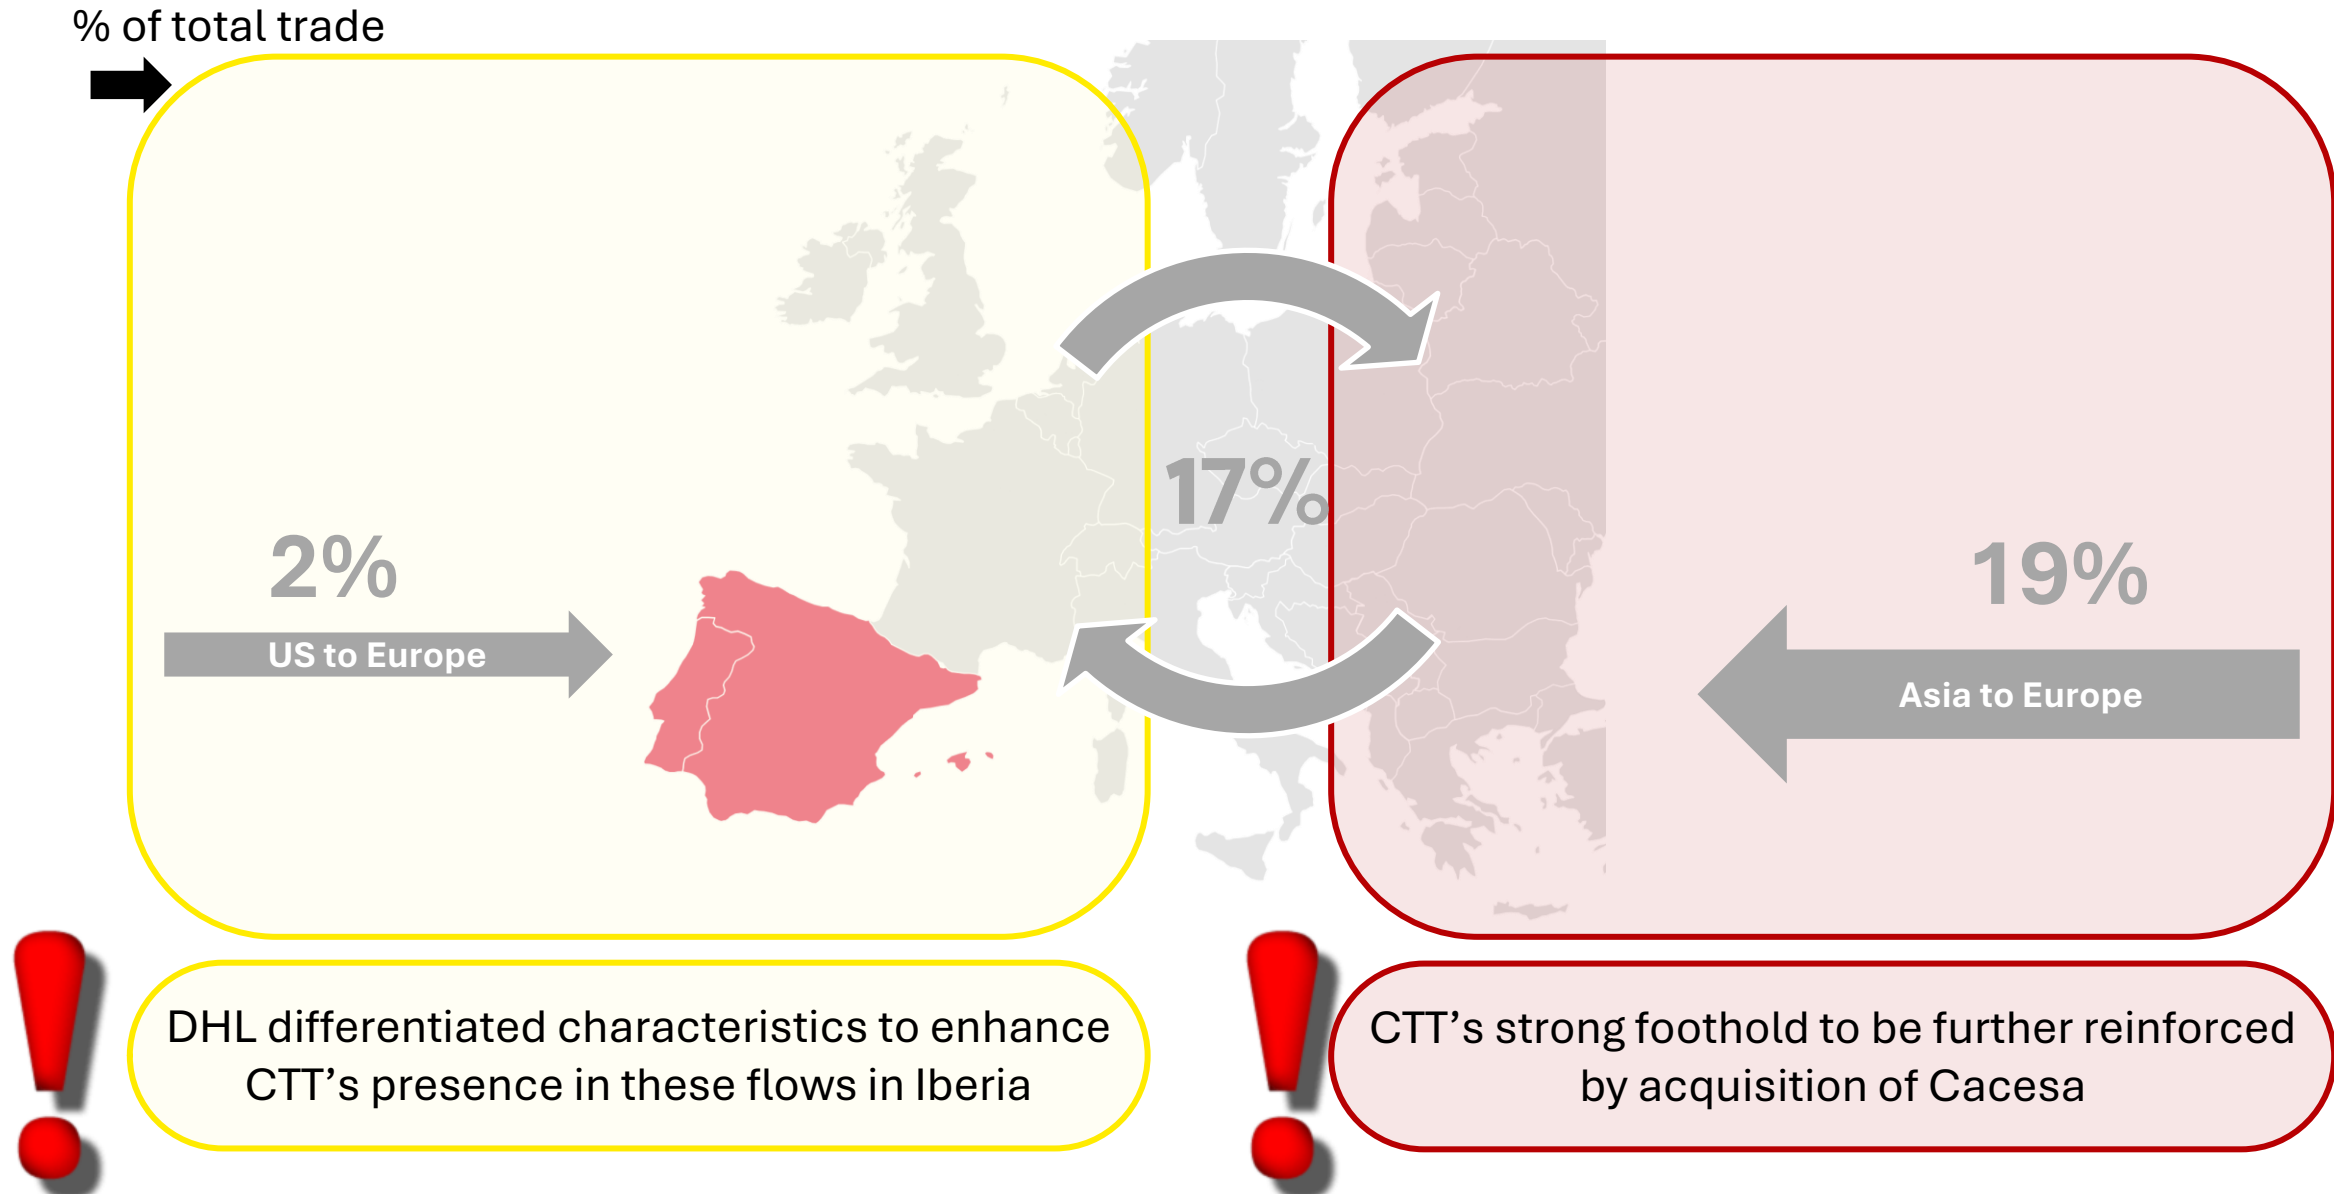 % of total trade
17%
2%
US to Europe
19%
Asia to Europe
DHL differentiated characteristics to enhance
CTT’s presence in these flows in Iberia
CTT’s strong foothold to be further reinforced
by acquisition of Cacesa